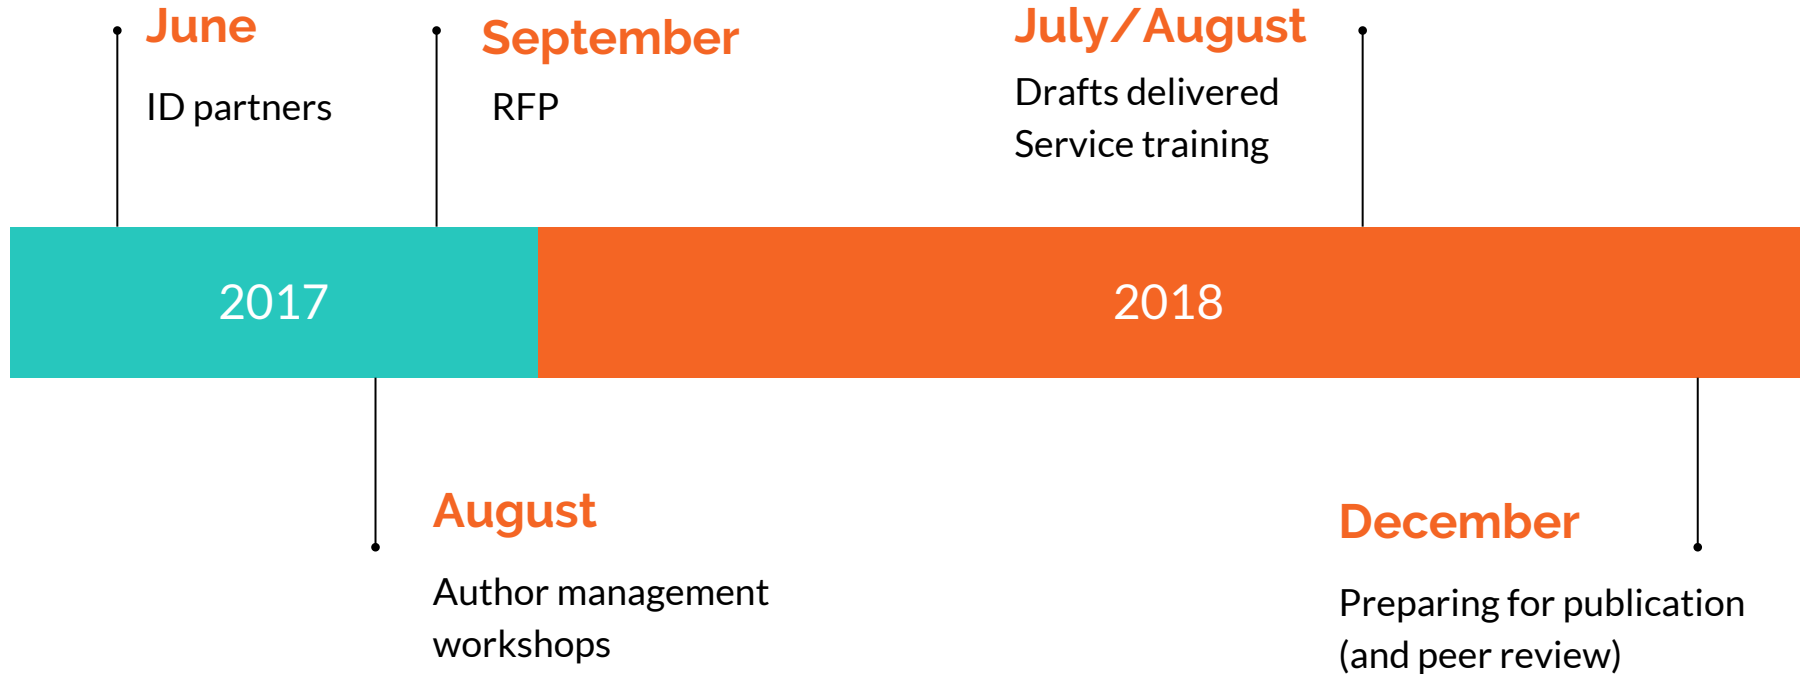 June
ID partners
September
RFP
July/August
Drafts delivered
Service training
2017
2018
August
Author management
workshops
December
Preparing for publication
(and peer review)